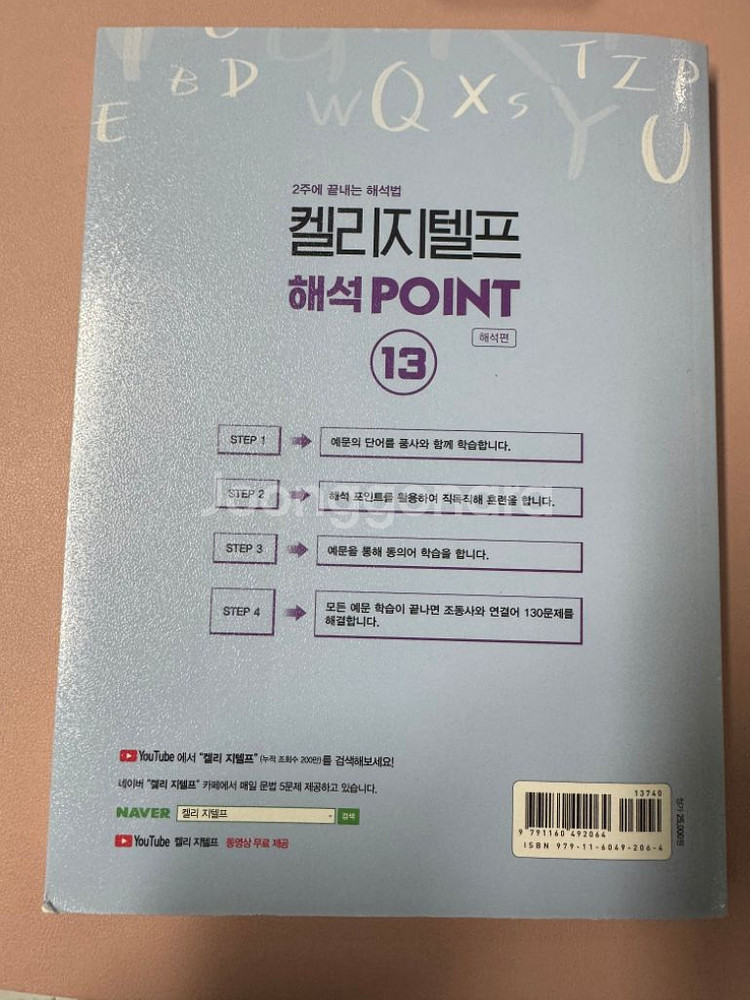 E B D W Q X S Y T Z P U
2주에 끝내는 해석법
켈리지텔프
해석 POINT
13
해석편
STEP 1 예문의 단어를 품사와 함께 학습합니다.
STEP 2 해석 포인트를 활용하여 직독직해 훈련을 합니다.
Joonggonara
STEP 3 예문을 통해 동의어 학습을 합니다.
STEP 4 모든 예문 학습이 끝나면 조동사와 연결어 130문제를
해결합니다.
YouTube 에서 "켈리 지텔프" (누적 조회수 200만)를 검색해보세요!
네이버 "켈리 지텔프" 카페에서 매일 문법 5문제 제공하고 있습니다.
NAVER 켈리 지텔프 검색
YouTube 켈리 지텔프 동영상 무료 제공
13740
9 791160 492064
ISBN 979-11-6049-206-4
정가 25,000원